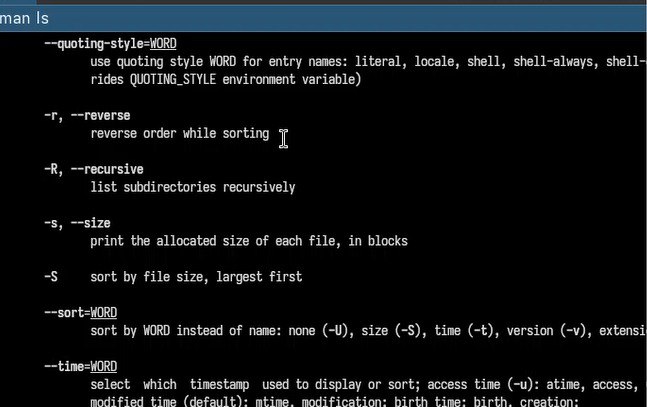 man ls
--quoting-style=WORD
use quoting style WORD for entry names: literal, locale, shell, shell-always, shell-
rides QUOTING_STYLE environment variable)
-r, --reverse
reverse order while sorting
-R, --recursive
list subdirectories recursively
-s, --size
print the allocated size of each file, in blocks
-S sort by file size, largest first
--sort=WORD
sort by WORD instead of name: none (-U), size (-S), time (-t), version (-v), extensi
--time=WORD
select which timestamp used to display or sort; access time (-u): atime, access,
modified time (default): mtime, modification; birth time: birth, creation;